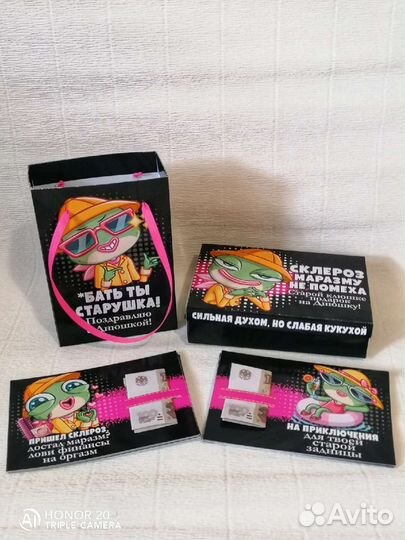 *БАТЬ ТЫ
СТАРУШКА!
Поздравляю
с Днюшкой!
СКЛЕРОЗ
МАРАЗМУ
НЕ ПОМЕХА
Старой клюшке
подарок
на Днюшку!
СИЛЬНАЯ ДУХОМ, НО СЛАБАЯ КУКУХОЙ
ПРИШЕЛ СКЛЕРОЗ,
достал маразм?
лови финансы
на оргазм
НА ПРИКЛЮЧЕНИЯ
для твоей
старой
задницы
HONOR 20
TRIPLE CAMERA
Avito